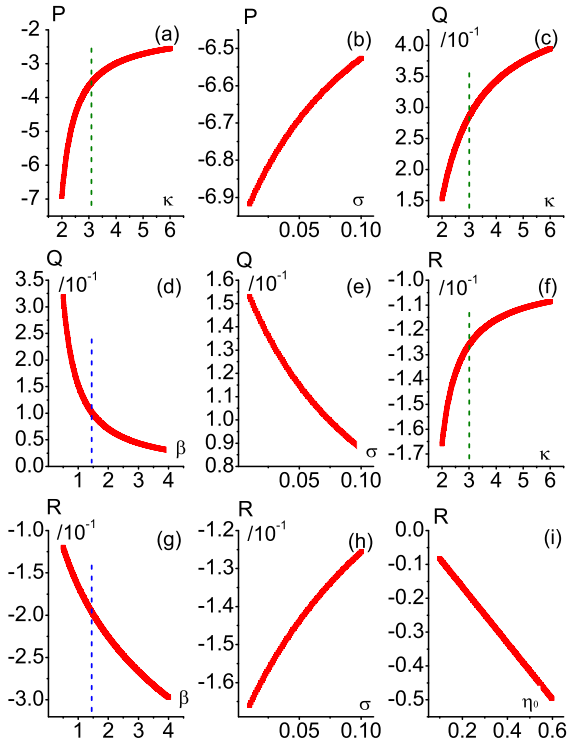 P
(a)
-2
-3
-4
-5
-6
-7
2 3 4 5 6
κ
P
(b)
-6.5
-6.6
-6.7
-6.8
-6.9
0.05 0.10
σ
Q
/10⁻¹
(c)
4.0
3.5
3.0
2.5
2.0
1.5
2 3 4 5 6
κ
Q
/10⁻¹
(d)
3.5
3.0
2.5
2.0
1.5
1.0
0.5
0.0
1 2 3 4
β
Q
/10⁻¹
(e)
1.6
1.5
1.4
1.3
1.2
1.1
1.0
0.9
0.8
0.05 0.10
σ
R
/10⁻¹
(f)
-1.0
-1.1
-1.2
-1.3
-1.4
-1.5
-1.6
-1.7
2 3 4 5 6
κ
R
/10⁻¹
(g)
-1.0
-1.5
-2.0
-2.5
-3.0
1 2 3 4
β
R
/10⁻¹
(h)
-1.2
-1.3
-1.4
-1.5
-1.6
0.05 0.10
σ
R
(i)
0.0
-0.1
-0.2
-0.3
-0.4
-0.5
0.2 0.4 0.6
η₀